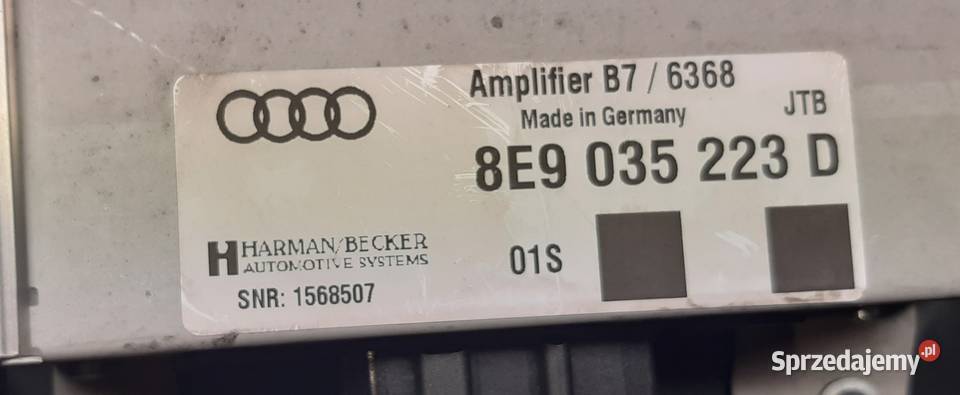 Amplifier B7 / 6368
Made in Germany
JTB
8E9 035 223 D
HARMAN/BECKER
AUTOMOTIVE SYSTEMS
01S
SNR: 1568507
Sprzedajemy.pl